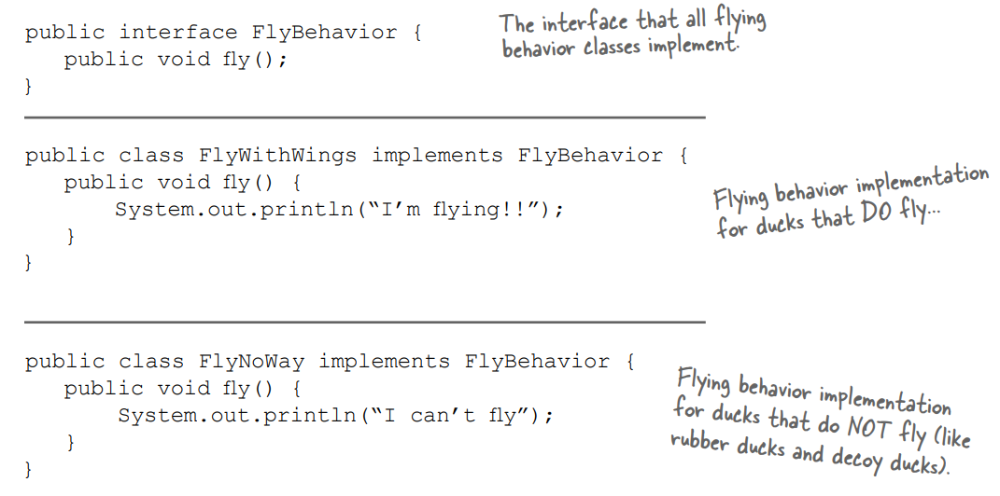 public interface FlyBehavior {
public void fly();
}
The interface that all flying
behavior classes implement.
public class FlyWithWings implements FlyBehavior {
public void fly() {
System.out.println(“I’m flying!!”);
}
}
Flying behavior implementation
for ducks that DO fly...
public class FlyNoWay implements FlyBehavior {
public void fly() {
System.out.println(“I can’t fly”);
}
}
Flying behavior implementation
for ducks that do NOT fly (like
rubber ducks and decoy ducks).